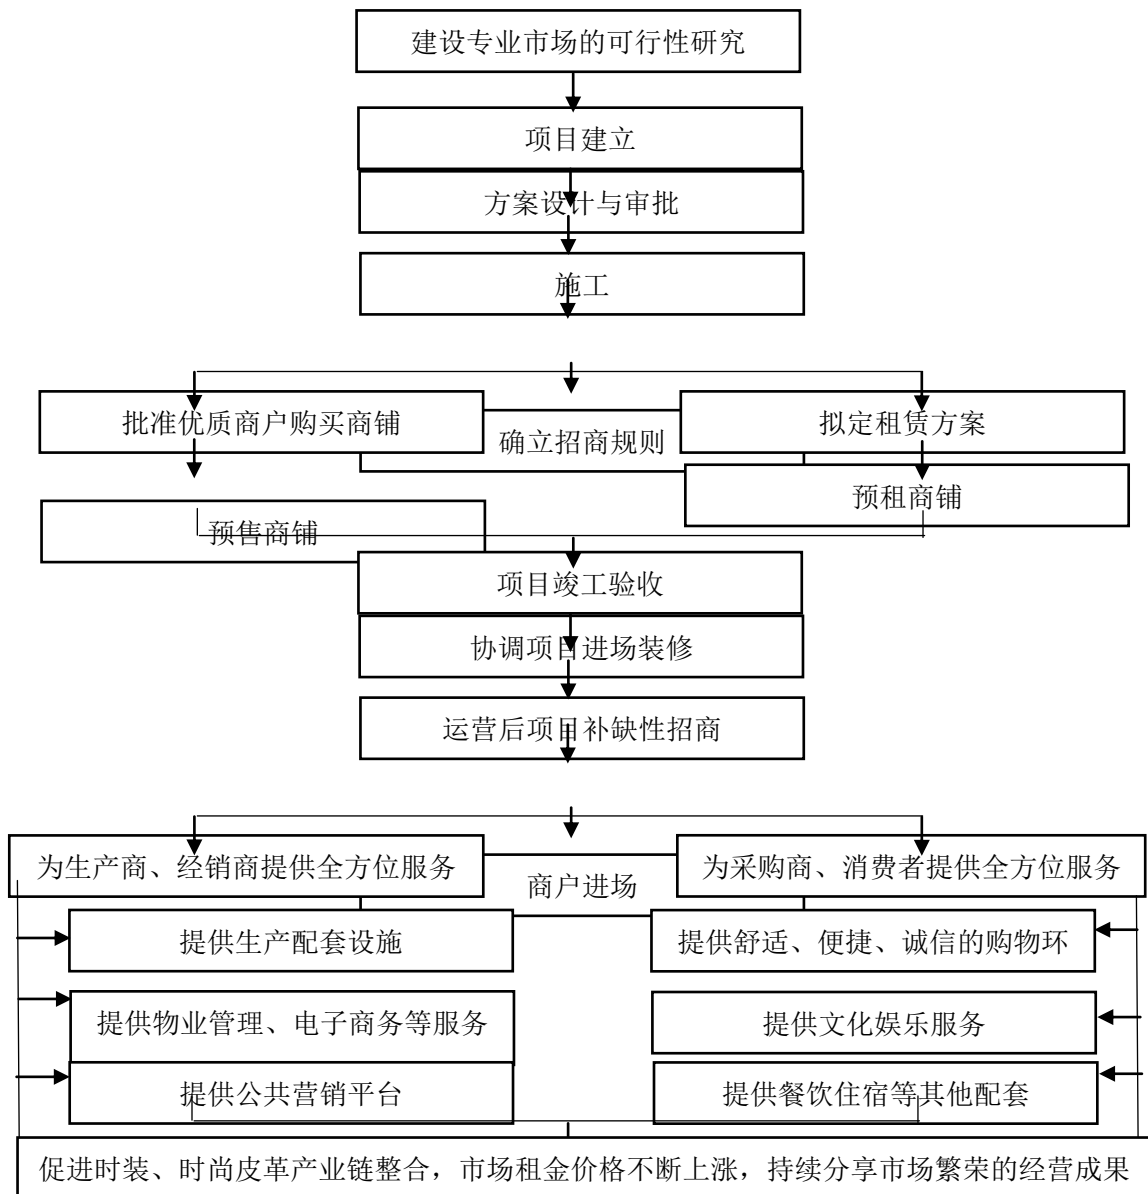 建设专业市场的可行性研究
项目建立
方案设计与审批
施工
批准优质商户购买商铺
确立招商规则
拟定租赁方案
预租商铺
预售商铺
项目竣工验收
协调项目进场装修
运营后项目补缺性招商
为生产商、经销商提供全方位服务
商户进场
为采购商、消费者提供全方位服务
提供生产配套设施
提供舒适、便捷、诚信的购物环
提供物业管理、电子商务等服务
提供文化娱乐服务
提供公共营销平台
提供餐饮住宿等其他配套
促进时装、时尚皮革产业链整合，市场租金价格不断上涨，持续分享市场繁荣的经营成果